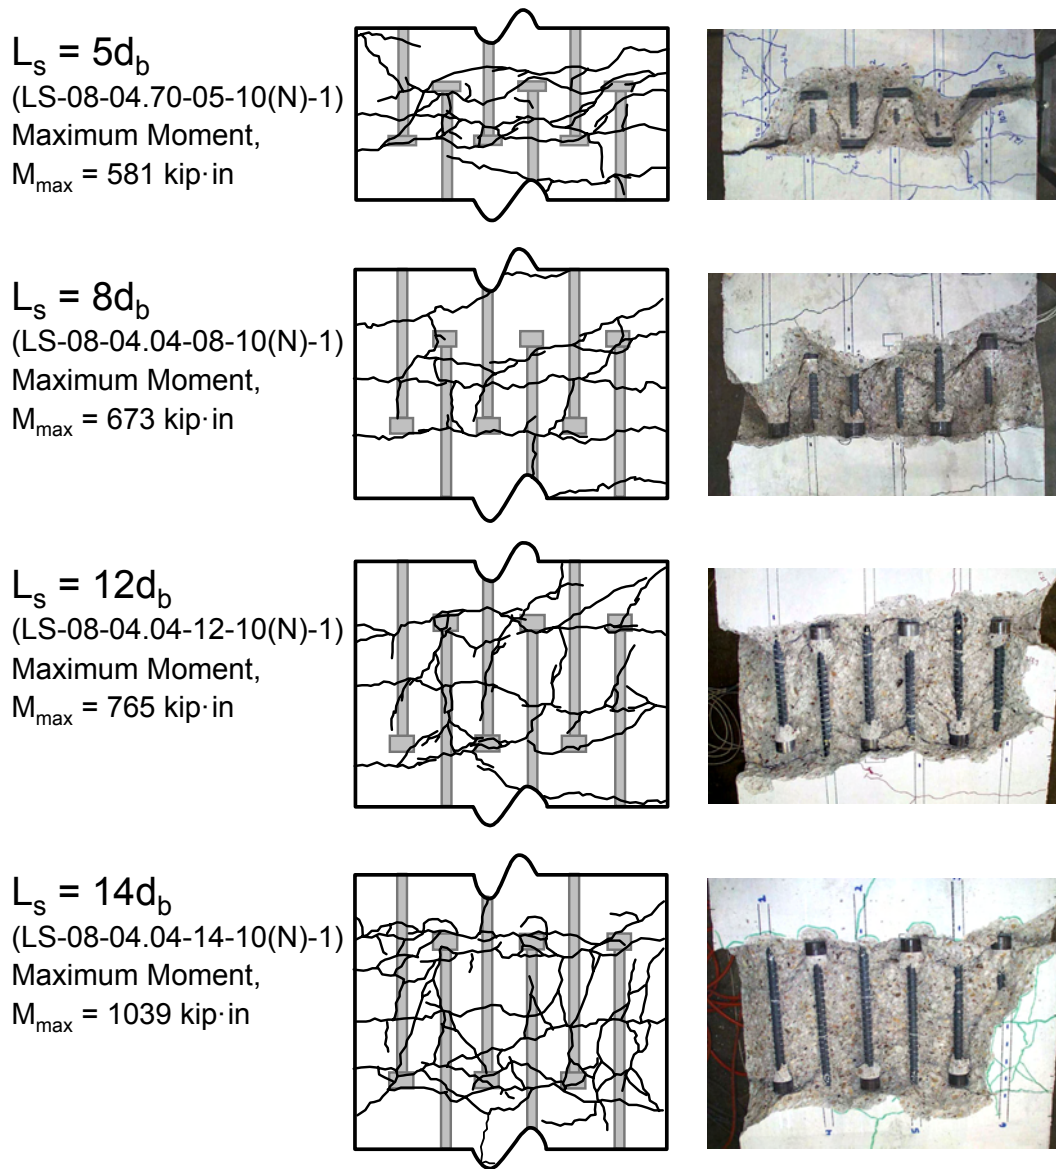 Ls = 5db
(LS-08-04.70-05-10(N)-1)
Maximum Moment,
Mmax = 581 kip·in
Ls = 8db
(LS-08-04.04-08-10(N)-1)
Maximum Moment,
Mmax = 673 kip·in
Ls = 12db
(LS-08-04.04-12-10(N)-1)
Maximum Moment,
Mmax = 765 kip·in
Ls = 14db
(LS-08-04.04-14-10(N)-1)
Maximum Moment,
Mmax = 1039 kip·in